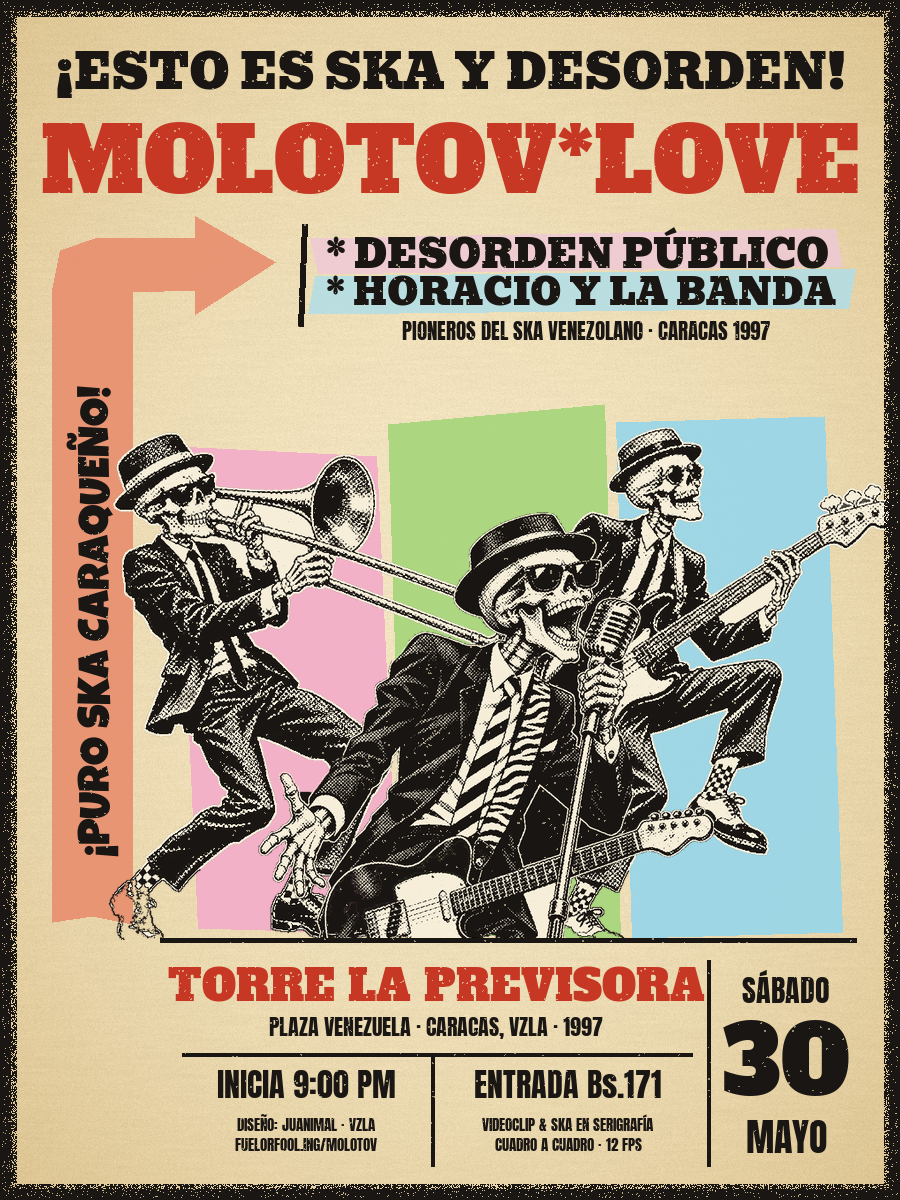 ¡ESTO ES SKA Y DESORDEN!
MOLOTOV*LOVE
* DESORDEN PÚBLICO
* HORACIO Y LA BANDA
PIONEROS DEL SKA VENEZOLANO · CARACAS 1997
¡PURO SKA CARAQUEÑO!
TORRE LA PREVISORA
PLAZA VENEZUELA · CARACAS, VZLA · 1997
INICIA 9:00 PM
DISEÑO: JUANIMAL · VZLA
FUELORFOOL.ING/MOLOTOV
ENTRADA Bs.171
VIDEOCLIP & SKA EN SERIGRAFÍA
CUADRO A CUADRO · 12 FPS
SÁBADO
30
MAYO